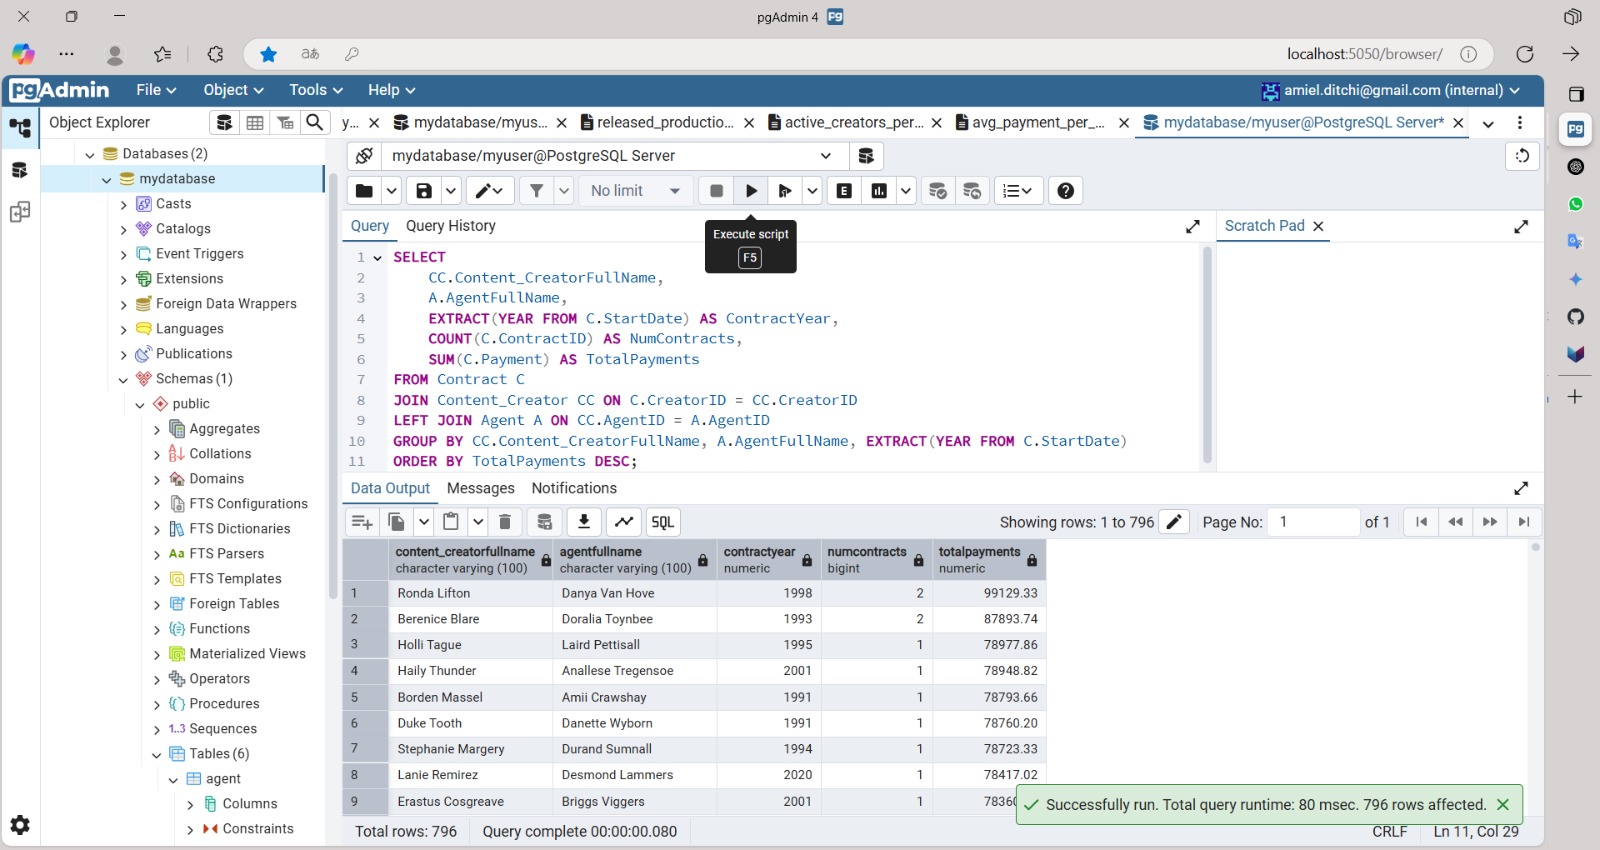 pgAdmin 4
localhost:5050/browser/
pgAdmin File Object Tools Help amiel.ditchi@gmail.com (internal)
Object Explorer
y... mydatabase/myus... released_productio... active_creators_per... avg_payment_per_... mydatabase/myuser@PostgreSQL Server*
Databases (2)
mydatabase
Casts
Catalogs
Event Triggers
Extensions
Foreign Data Wrappers
Languages
Publications
Schemas (1)
public
Aggregates
Collations
Domains
FTS Configurations
FTS Dictionaries
Aa FTS Parsers
FTS Templates
Foreign Tables
Functions
Materialized Views
Operators
Procedures
1..3 Sequences
Tables (6)
agent
Columns
Constraints
mydatabase/myuser@PostgreSQL Server
No limit
E
Query Query History
Execute script
F5
Scratch Pad
1 SELECT
2 CC.Content_CreatorFullName,
3 A.AgentFullName,
4 EXTRACT(YEAR FROM C.StartDate) AS ContractYear,
5 COUNT(C.ContractID) AS NumContracts,
6 SUM(C.Payment) AS TotalPayments
7 FROM Contract C
8 JOIN Content_Creator CC ON C.CreatorID = CC.CreatorID
9 LEFT JOIN Agent A ON CC.AgentID = A.AgentID
10 GROUP BY CC.Content_CreatorFullName, A.AgentFullName, EXTRACT(YEAR FROM C.StartDate)
11 ORDER BY TotalPayments DESC;
Data Output Messages Notifications
SQL Showing rows: 1 to 796 Page No: 1 of 1
content_creatorfullname agentfullname contractyear numcontracts totalpayments
character varying (100) character varying (100) numeric bigint numeric
1 Ronda Lifton Danya Van Hove 1998 2 99129.33
2 Berenice Blare Doralia Toynbee 1993 2 87893.74
3 Holli Tague Laird Pettisall 1995 1 78977.86
4 Haily Thunder Anallese Tregensoe 2001 1 78948.82
5 Borden Massel Amii Crawshay 1991 1 78793.66
6 Duke Tooth Danette Wyborn 1991 1 78760.20
7 Stephanie Margery Durand Sumnall 1994 1 78723.33
8 Lanie Remirez Desmond Lammers 2020 1 78417.02
9 Erastus Cosgreave Briggs Viggers 2001 1
Successfully run. Total query runtime: 80 msec. 796 rows affected.
Total rows: 796 Query complete 00:00:00.080 CRLF Ln 11, Col 29